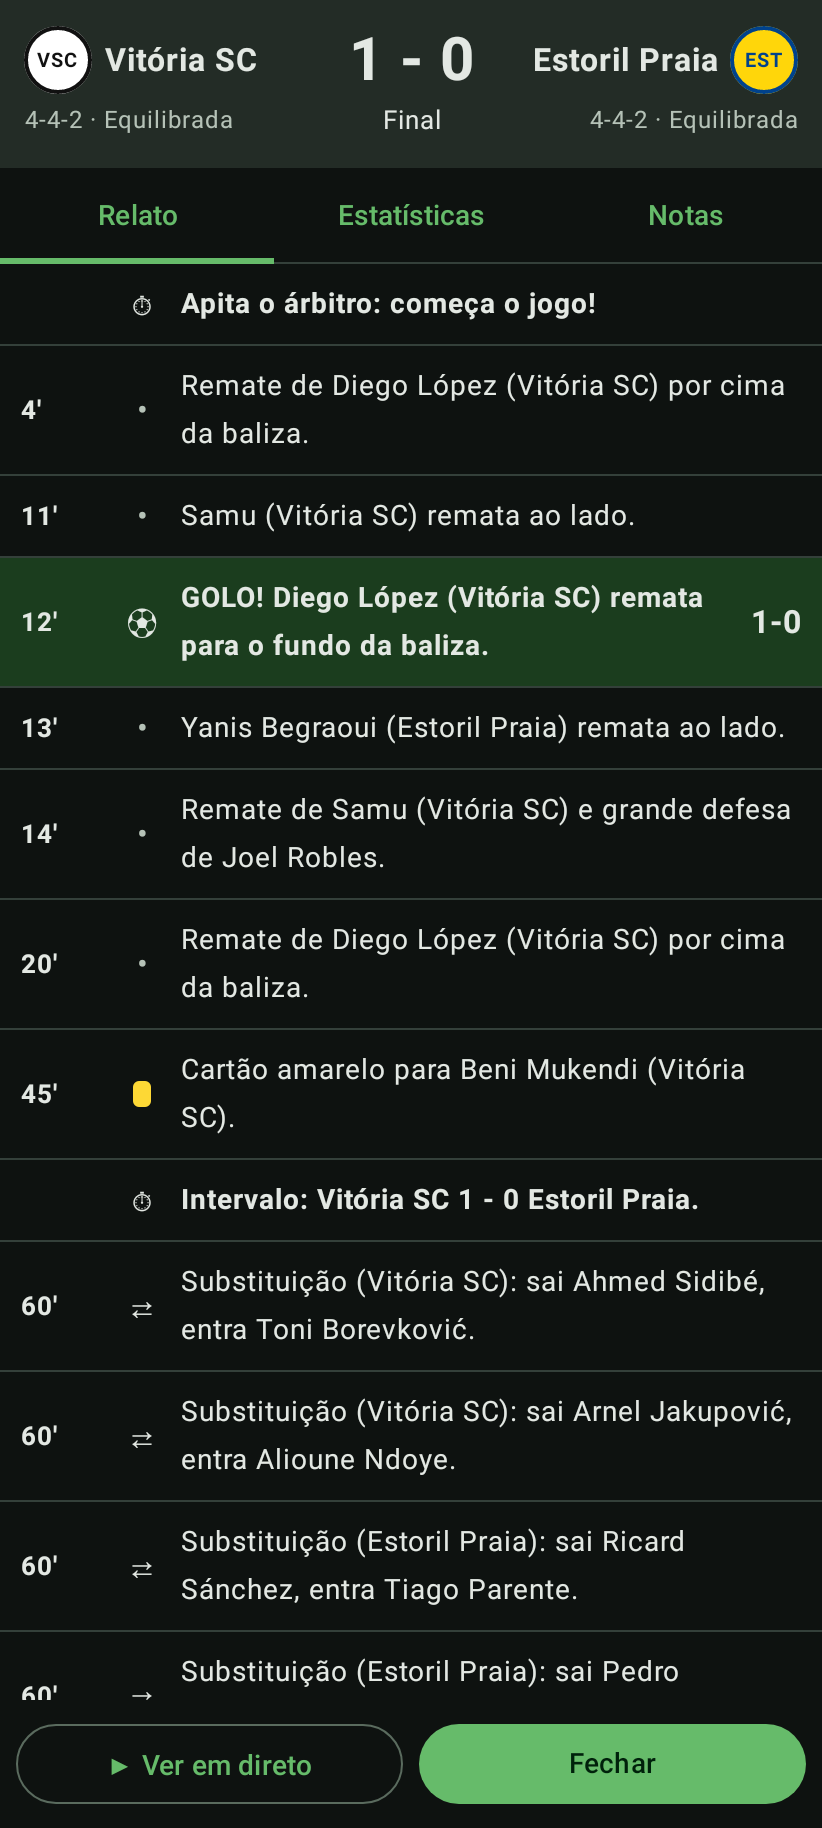 VSC Vitória SC 1 - 0 Estoril Praia EST
4-4-2 · Equilibrada Final 4-4-2 · Equilibrada
Relato Estatísticas Notas
Apita o árbitro: começa o jogo!
4' Remate de Diego López (Vitória SC) por cima
da baliza.
11' Samu (Vitória SC) remata ao lado.
12' GOLO! Diego López (Vitória SC) remata
para o fundo da baliza. 1-0
13' Yanis Begraoui (Estoril Praia) remata ao lado.
14' Remate de Samu (Vitória SC) e grande defesa
de Joel Robles.
20' Remate de Diego López (Vitória SC) por cima
da baliza.
45' Cartão amarelo para Beni Mukendi (Vitória
SC).
Intervalo: Vitória SC 1 - 0 Estoril Praia.
60' Substituição (Vitória SC): sai Ahmed Sidibé,
entra Toni Borevković.
60' Substituição (Vitória SC): sai Arnel Jakupović,
entra Alioune Ndoye.
60' Substituição (Estoril Praia): sai Ricard
Sánchez, entra Tiago Parente.
60' Substituição (Estoril Praia): sai Pedro
► Ver em direto Fechar